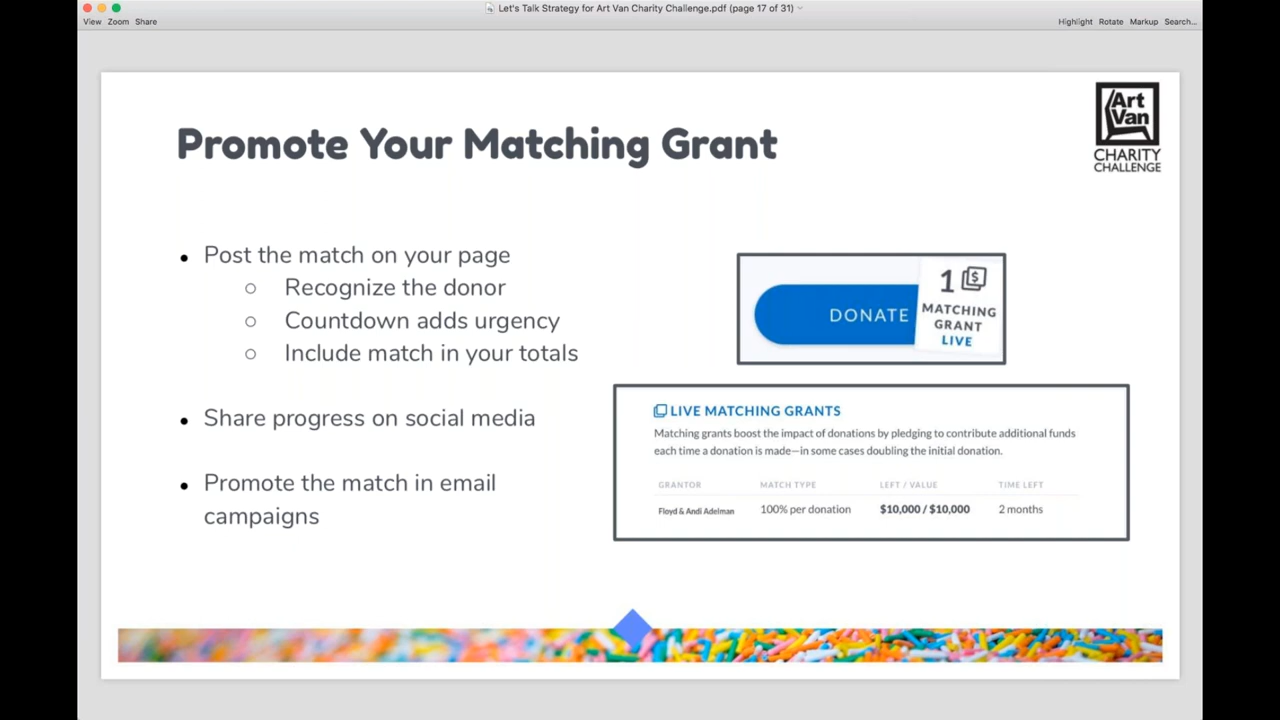 Let's Talk Strategy for Art Van Charity Challenge.pdf (page 17 of 31)
View Zoom Share
Highlight Rotate Markup Search...
Art
Van
CHARITY
CHALLENGE
Promote Your Matching Grant
• Post the match on your page
○ Recognize the donor
○ Countdown adds urgency
○ Include match in your totals
• Share progress on social media
• Promote the match in email
campaigns
DONATE
1
MATCHING
GRANT
LIVE
LIVE MATCHING GRANTS
Matching grants boost the impact of donations by pledging to contribute additional funds
each time a donation is made—in some cases doubling the initial donation.
GRANTOR MATCH TYPE LEFT / VALUE TIME LEFT
Floyd & Andi Adelman 100% per donation $10,000 / $10,000 2 months